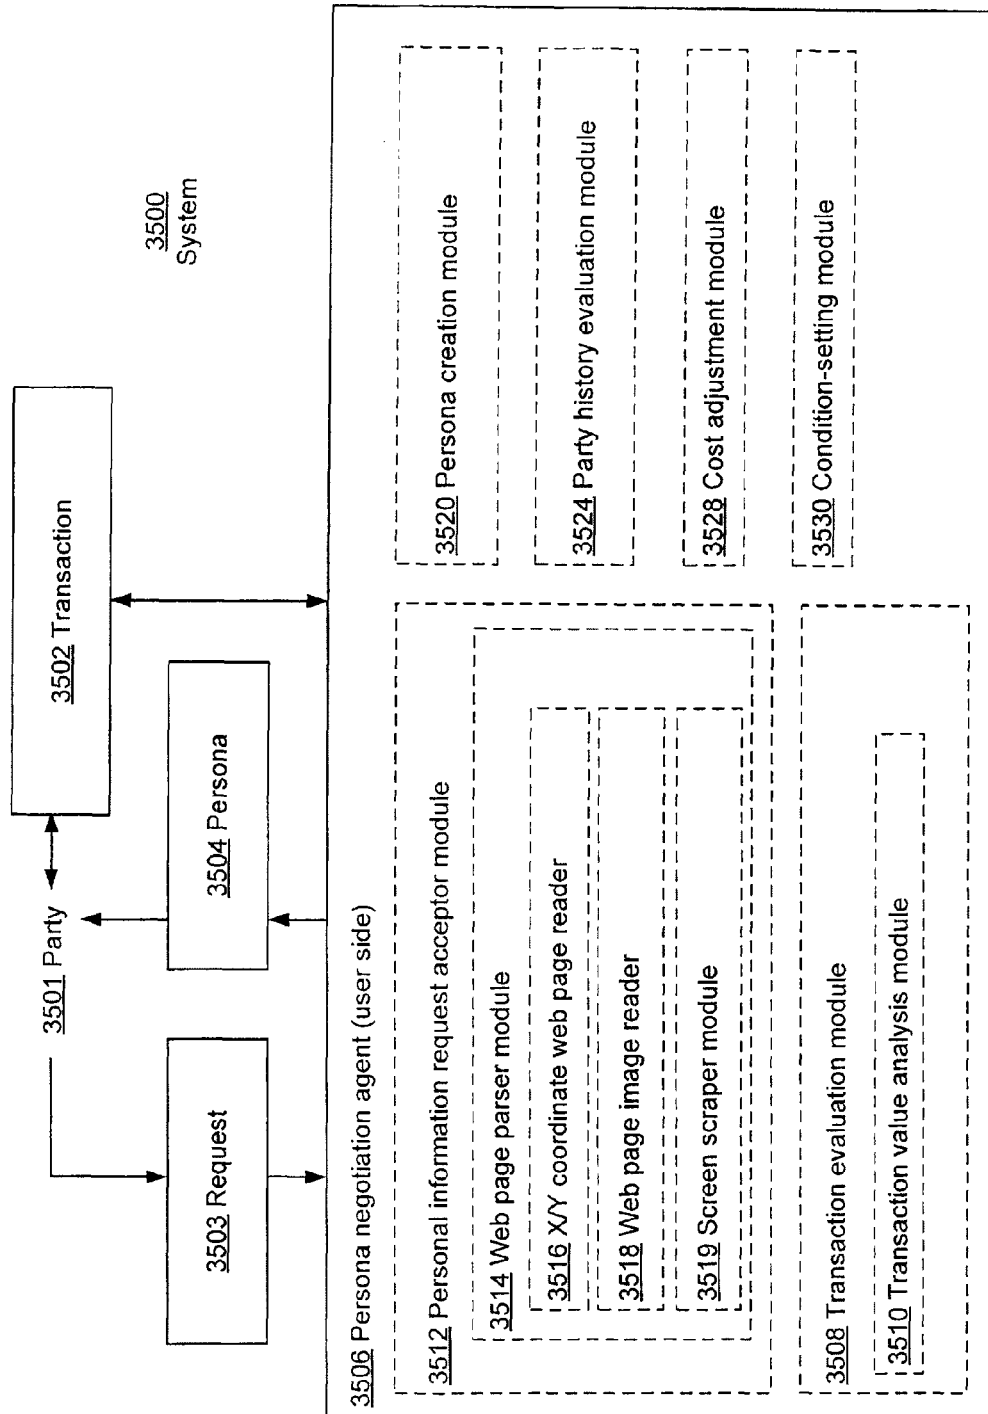 3500
System
3501 Party
3502 Transaction
3503 Request
3504 Persona
3506 Persona negotiation agent (user side)
3512 Personal information request acceptor module
3514 Web page parser module
3516 X/Y coordinate web page reader
3518 Web page image reader
3519 Screen scraper module
3508 Transaction evaluation module
3510 Transaction value analysis module
3520 Persona creation module
3524 Party history evaluation module
3528 Cost adjustment module
3530 Condition-setting module